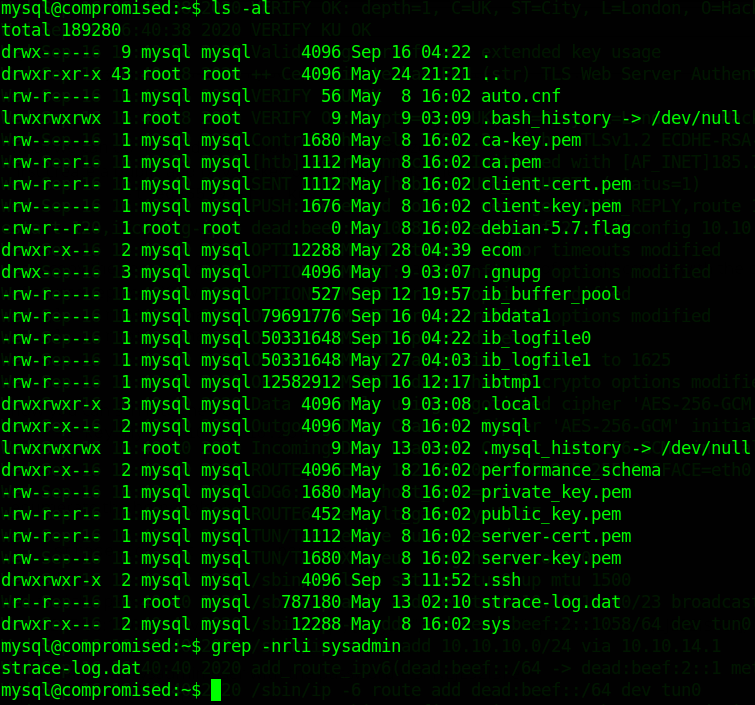 mysql@compromised:~$ ls -al
total 189280
drwx------ 9 mysql mysql 4096 Sep 16 04:22 .
drwxr-xr-x 43 root root 4096 May 24 21:21 ..
-rw-r----- 1 mysql mysql 56 May 8 16:02 auto.cnf
lrwxrwxrwx 1 root root 9 May 9 03:09 .bash_history -> /dev/null
-rw------- 1 mysql mysql 1680 May 8 16:02 ca-key.pem
-rw-r--r-- 1 mysql mysql 1112 May 8 16:02 ca.pem
-rw-r--r-- 1 mysql mysql 1112 May 8 16:02 client-cert.pem
-rw------- 1 mysql mysql 1676 May 8 16:02 client-key.pem
-rw-r--r-- 1 root root 0 May 8 16:02 debian-5.7.flag
drwxr-x--- 2 mysql mysql 12288 May 28 04:39 ecom
drwx------ 3 mysql mysql 4096 May 9 03:07 .gnupg
-rw-r----- 1 mysql mysql 527 Sep 12 19:57 ib_buffer_pool
-rw-r----- 1 mysql mysql 79691776 Sep 16 04:22 ibdata1
-rw-r----- 1 mysql mysql 50331648 Sep 16 04:22 ib_logfile0
-rw-r----- 1 mysql mysql 50331648 May 27 04:03 ib_logfile1
-rw-r----- 1 mysql mysql 12582912 Sep 16 12:17 ibtmp1
drwxrwxr-x 3 mysql mysql 4096 May 9 03:08 .local
drwxr-x--- 2 mysql mysql 4096 May 8 16:02 mysql
lrwxrwxrwx 1 root root 9 May 13 03:02 .mysql_history -> /dev/null
drwxr-x--- 2 mysql mysql 4096 May 8 16:02 performance_schema
-rw------- 1 mysql mysql 1680 May 8 16:02 private_key.pem
-rw-r--r-- 1 mysql mysql 452 May 8 16:02 public_key.pem
-rw-r--r-- 1 mysql mysql 1112 May 8 16:02 server-cert.pem
-rw------- 1 mysql mysql 1680 May 8 16:02 server-key.pem
drwxrwxr-x 2 mysql mysql 4096 Sep 3 11:52 .ssh
-r--r----- 1 root mysql 787180 May 13 02:10 strace-log.dat
drwxr-x--- 2 mysql mysql 12288 May 8 16:02 sys
mysql@compromised:~$ grep -nrli sysadmin
strace-log.dat
mysql@compromised:~$